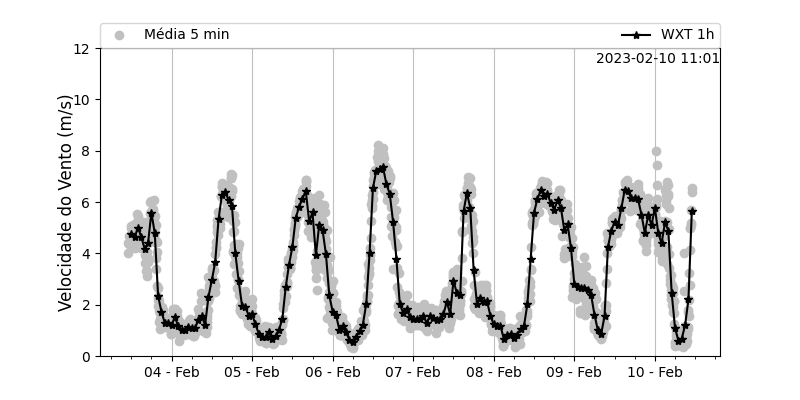 Média 5 min
WXT 1h
2023-02-10 11:01
Velocidade do Vento (m/s)
12
10
8
6
4
2
0
04 - Feb
05 - Feb
06 - Feb
07 - Feb
08 - Feb
09 - Feb
10 - Feb